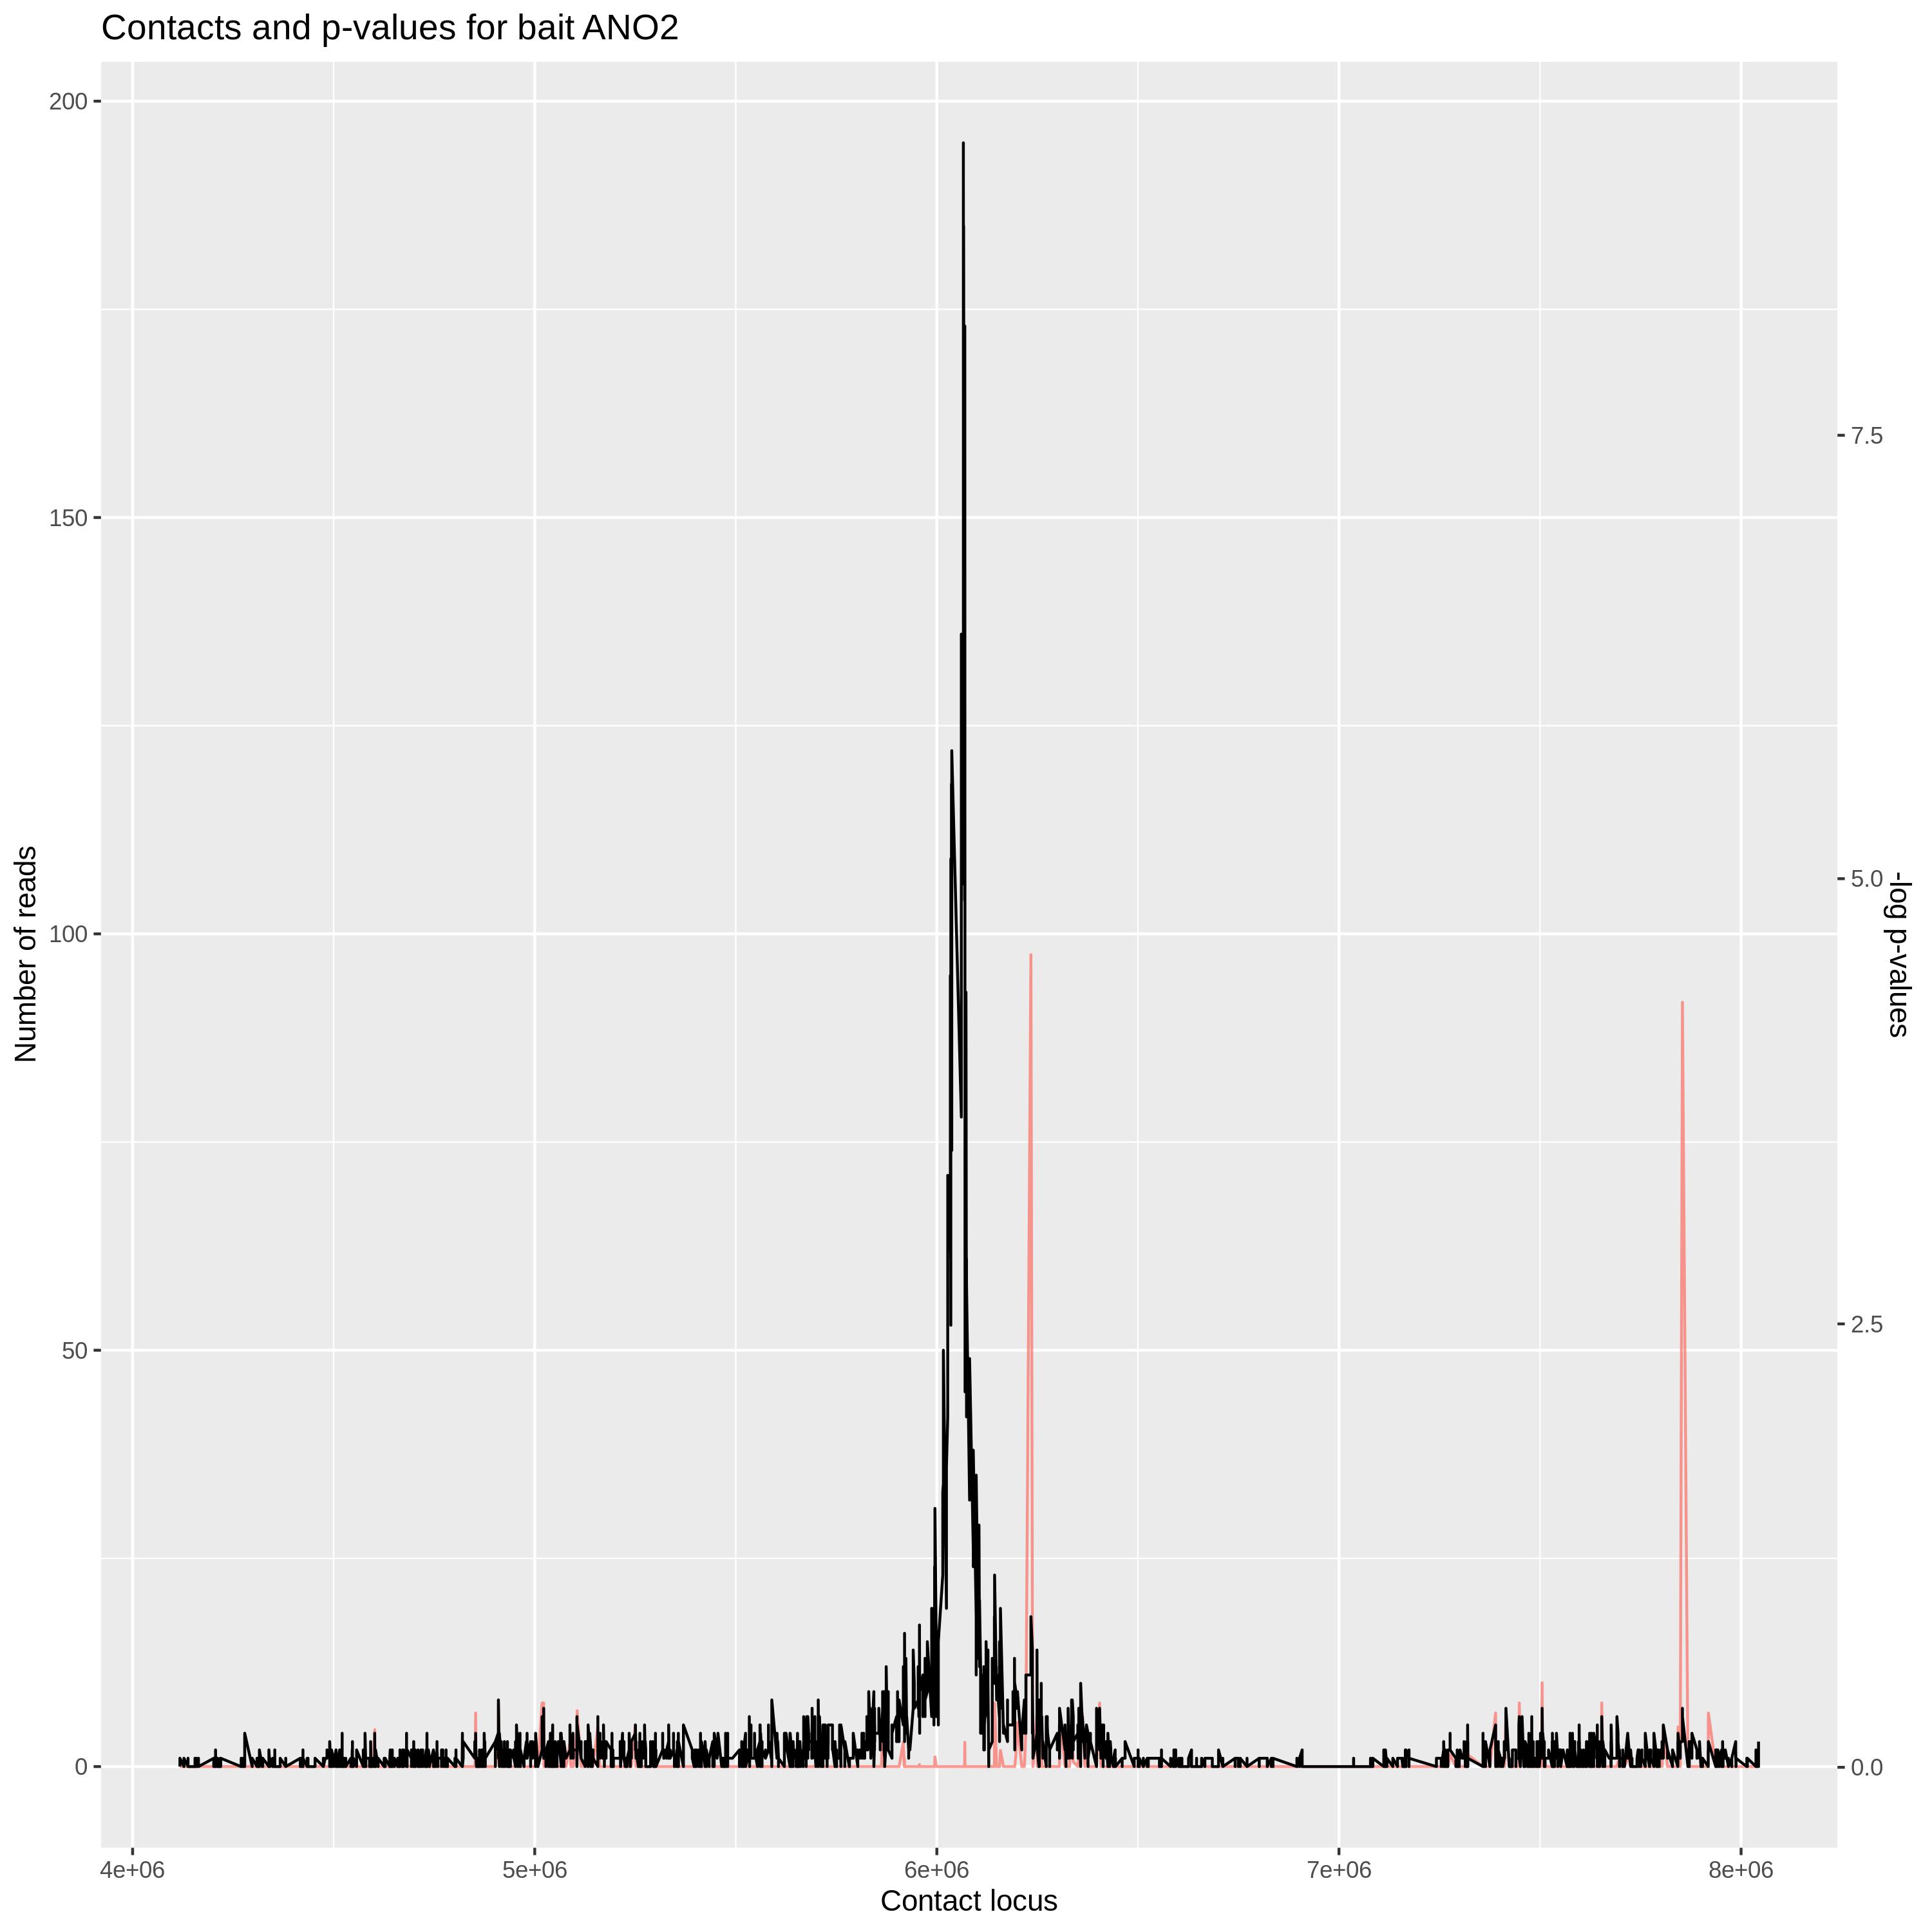 Contacts and p-values for bait ANO2
200
150
100
50
0
Number of reads
7.5
5.0
2.5
0.0
-log p-values
4e+06 5e+06 6e+06 7e+06 8e+06
Contact locus